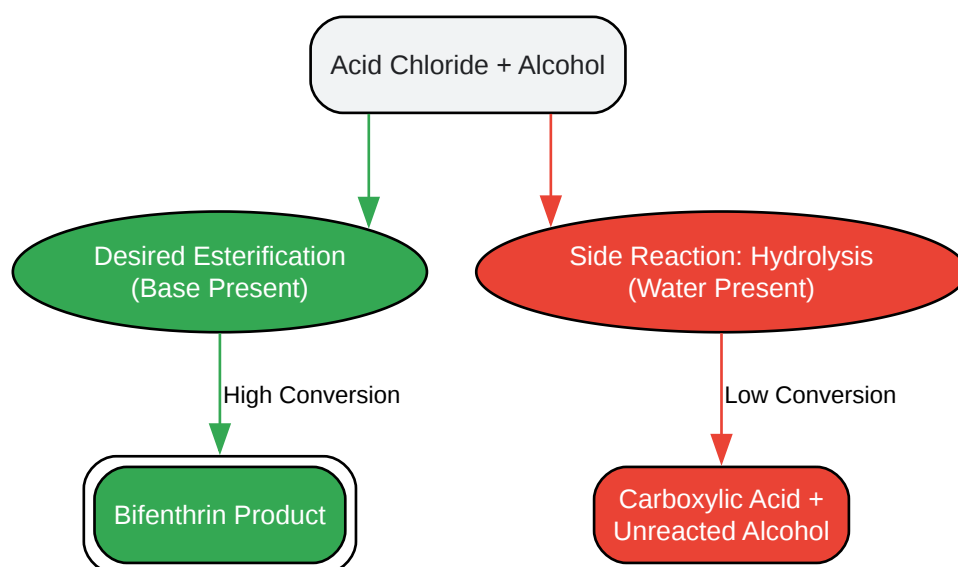 Acid Chloride + Alcohol
Desired Esterification
(Base Present)
Side Reaction: Hydrolysis
(Water Present)
High Conversion
Low Conversion
Bifenthrin Product
Carboxylic Acid +
Unreacted Alcohol